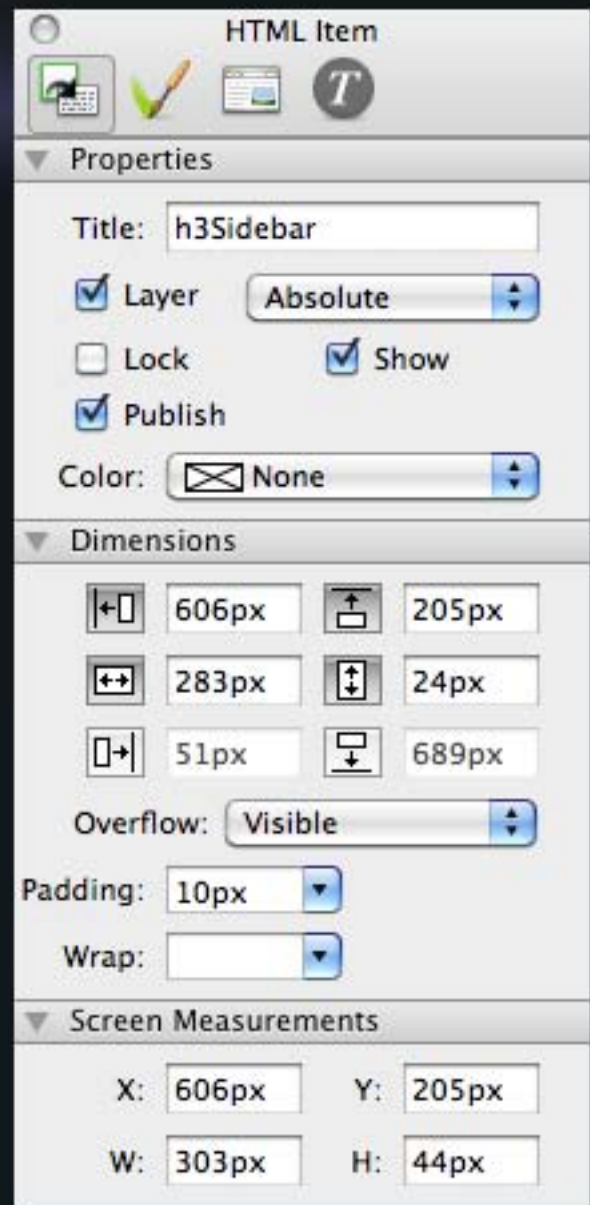 HTML Item
T
Properties
Title: h3Sidebar
Layer Absolute
Lock Show
Publish
Color: None
Dimensions
606px 205px
283px 24px
51px 689px
Overflow: Visible
Padding: 10px
Wrap:
Screen Measurements
X: 606px Y: 205px
W: 303px H: 44px